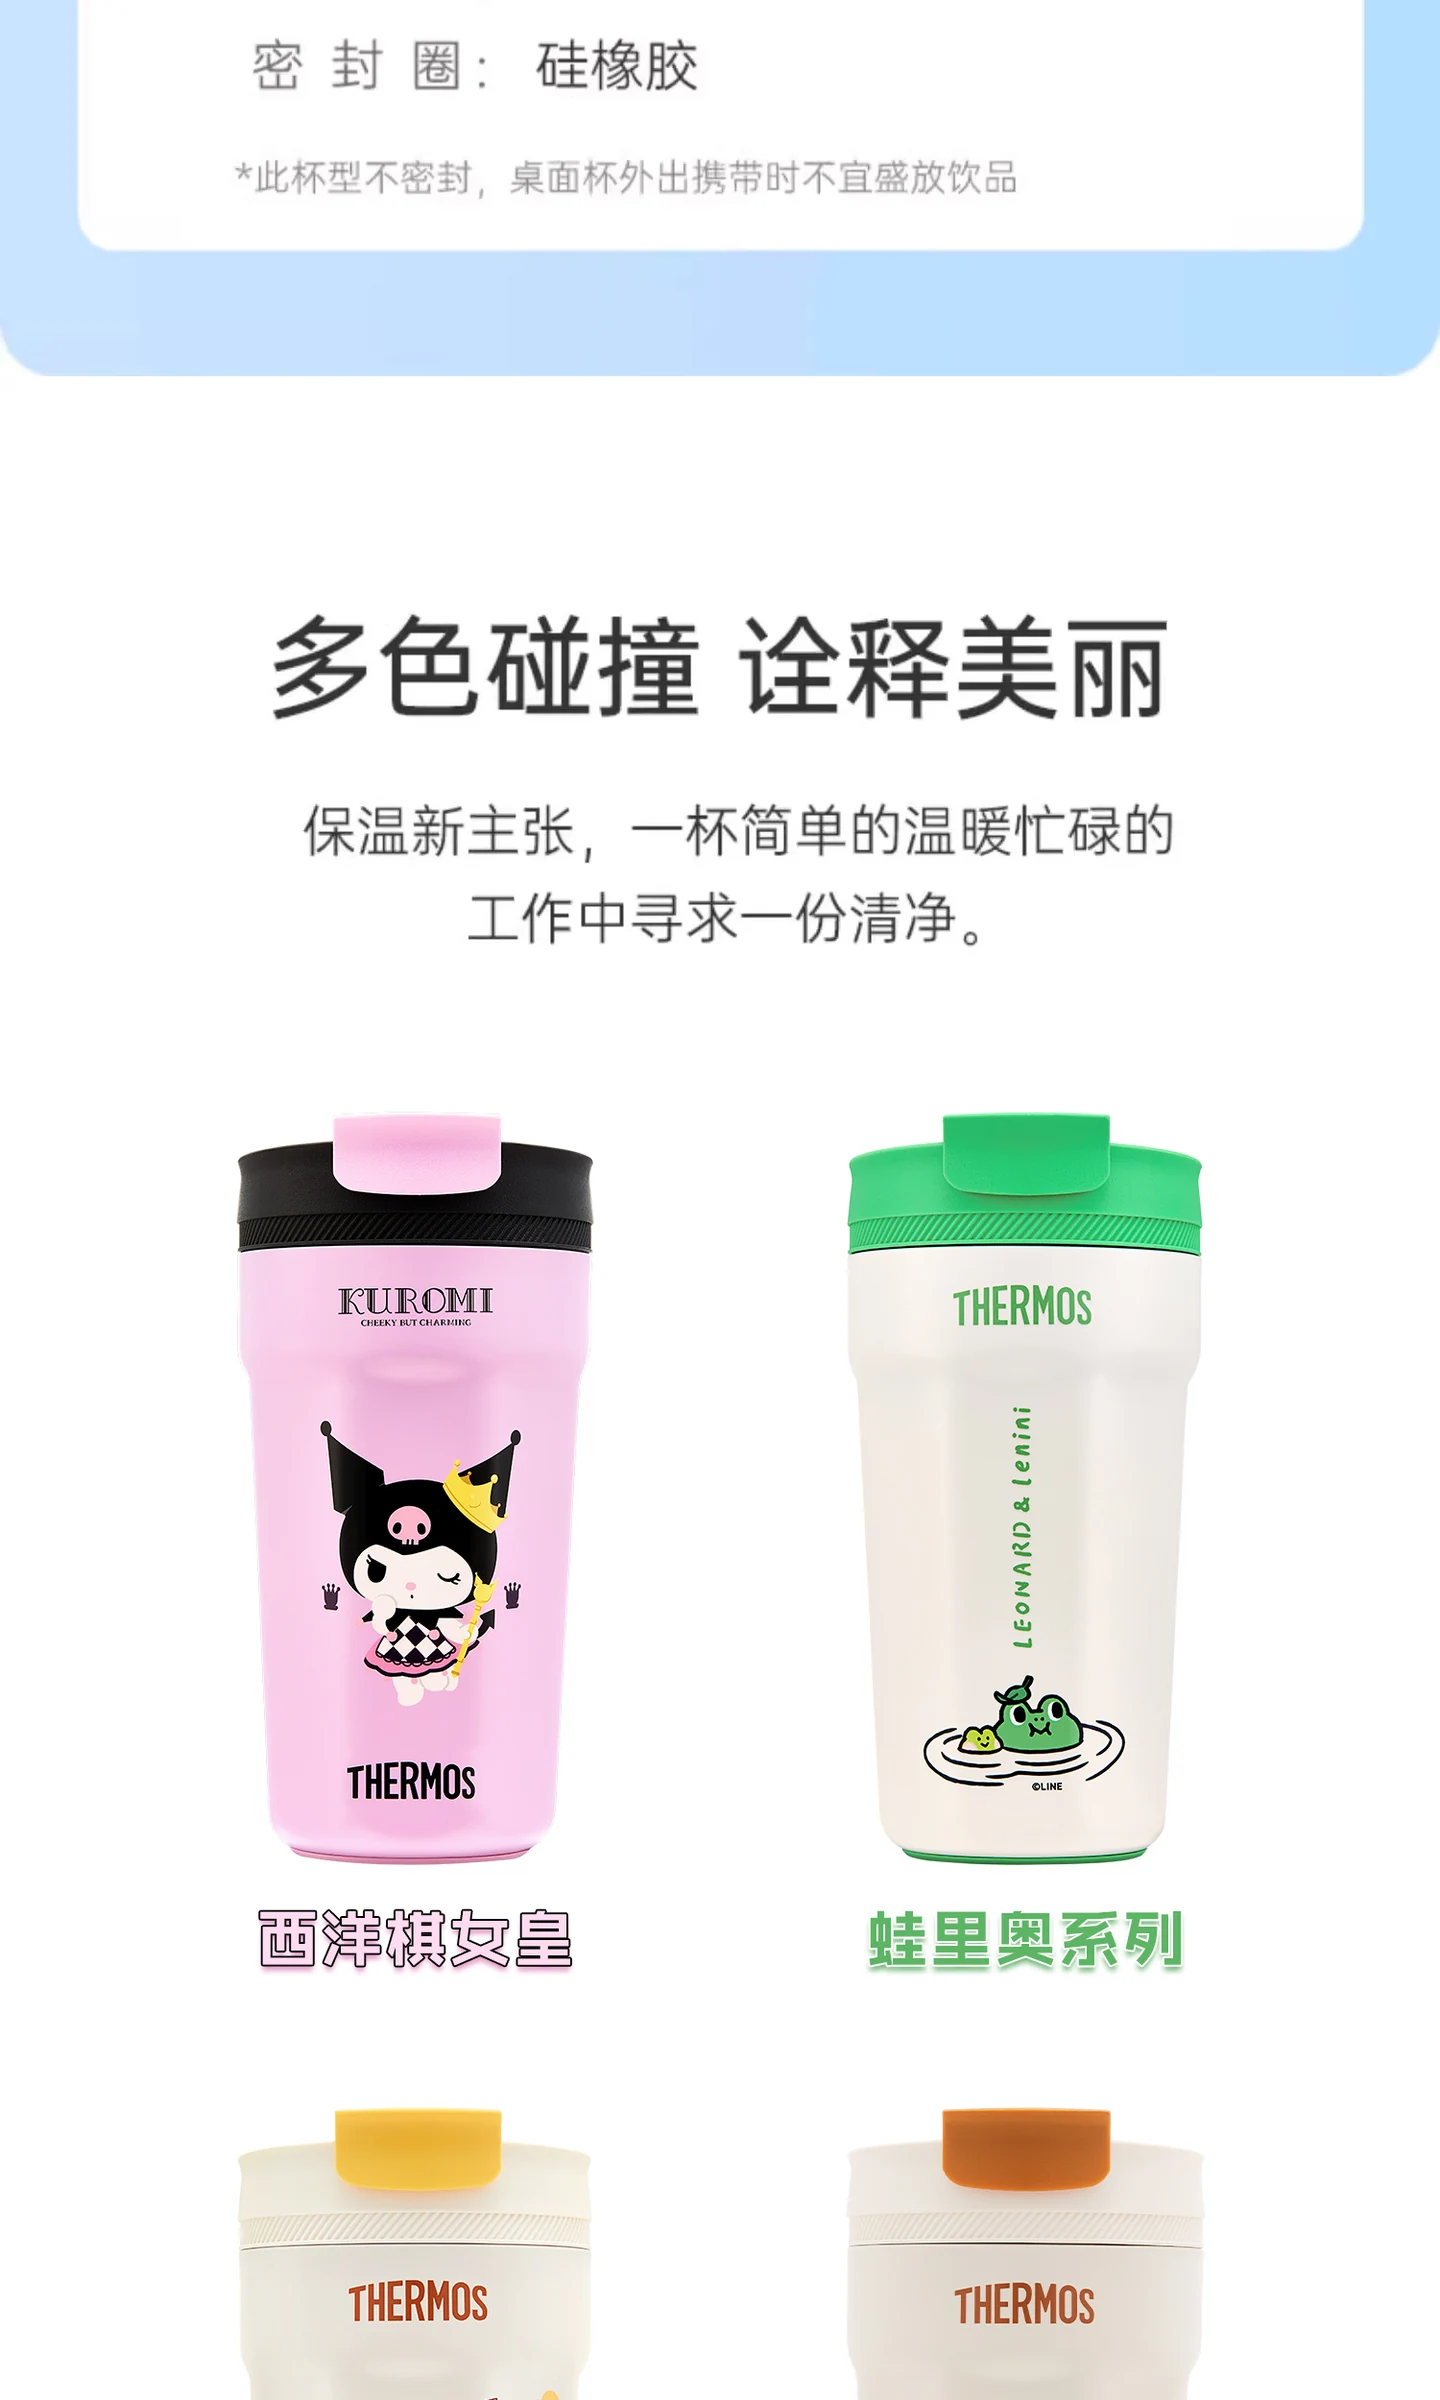 密封圈：硅橡胶
*此杯型不密封，桌面杯外出携带时不宜盛放饮品
多色碰撞 诠释美丽
保温新主张，一杯简单的温暖忙碌的
工作中寻求一份清净。
KUROMI
CHEEKY BUT CHARMING
THERMOS
西洋棋女皇
THERMOS
LEONARD & Lenini
©LINE
蛙里奥系列
THERMOS
THERMOS